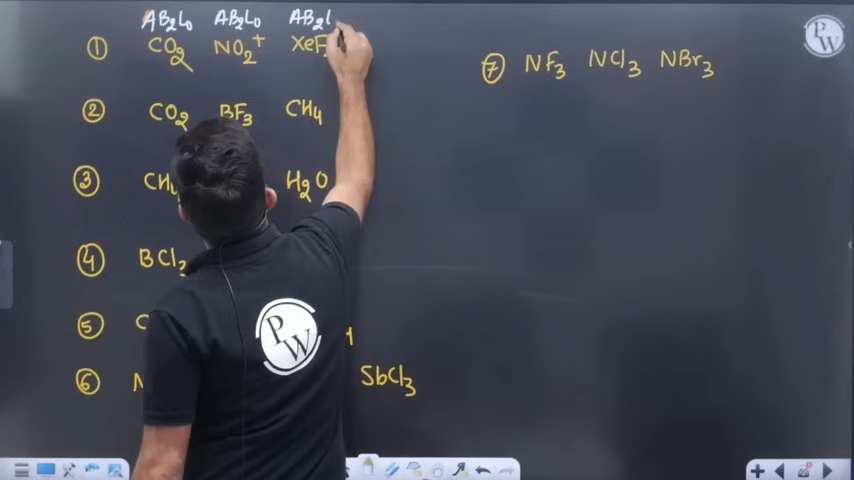 AB₂L₀ AB₂L₀ AB₂L
① CO₂ NO₂⁺ XeF
② CO₂ BF₃ CH₄
③ CH₄ H₂O
④ BCl₃
⑤
⑥ SbCl₃
⑦ NF₃ NCl₃ NBr₃
PW
PW